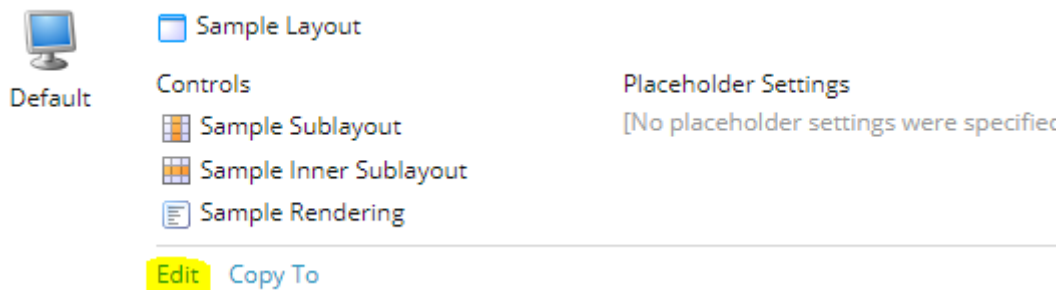 Sample Layout
Default
Controls
Placeholder Settings
Sample Sublayout
[No placeholder settings were specified
Sample Inner Sublayout
Sample Rendering
Edit Copy To